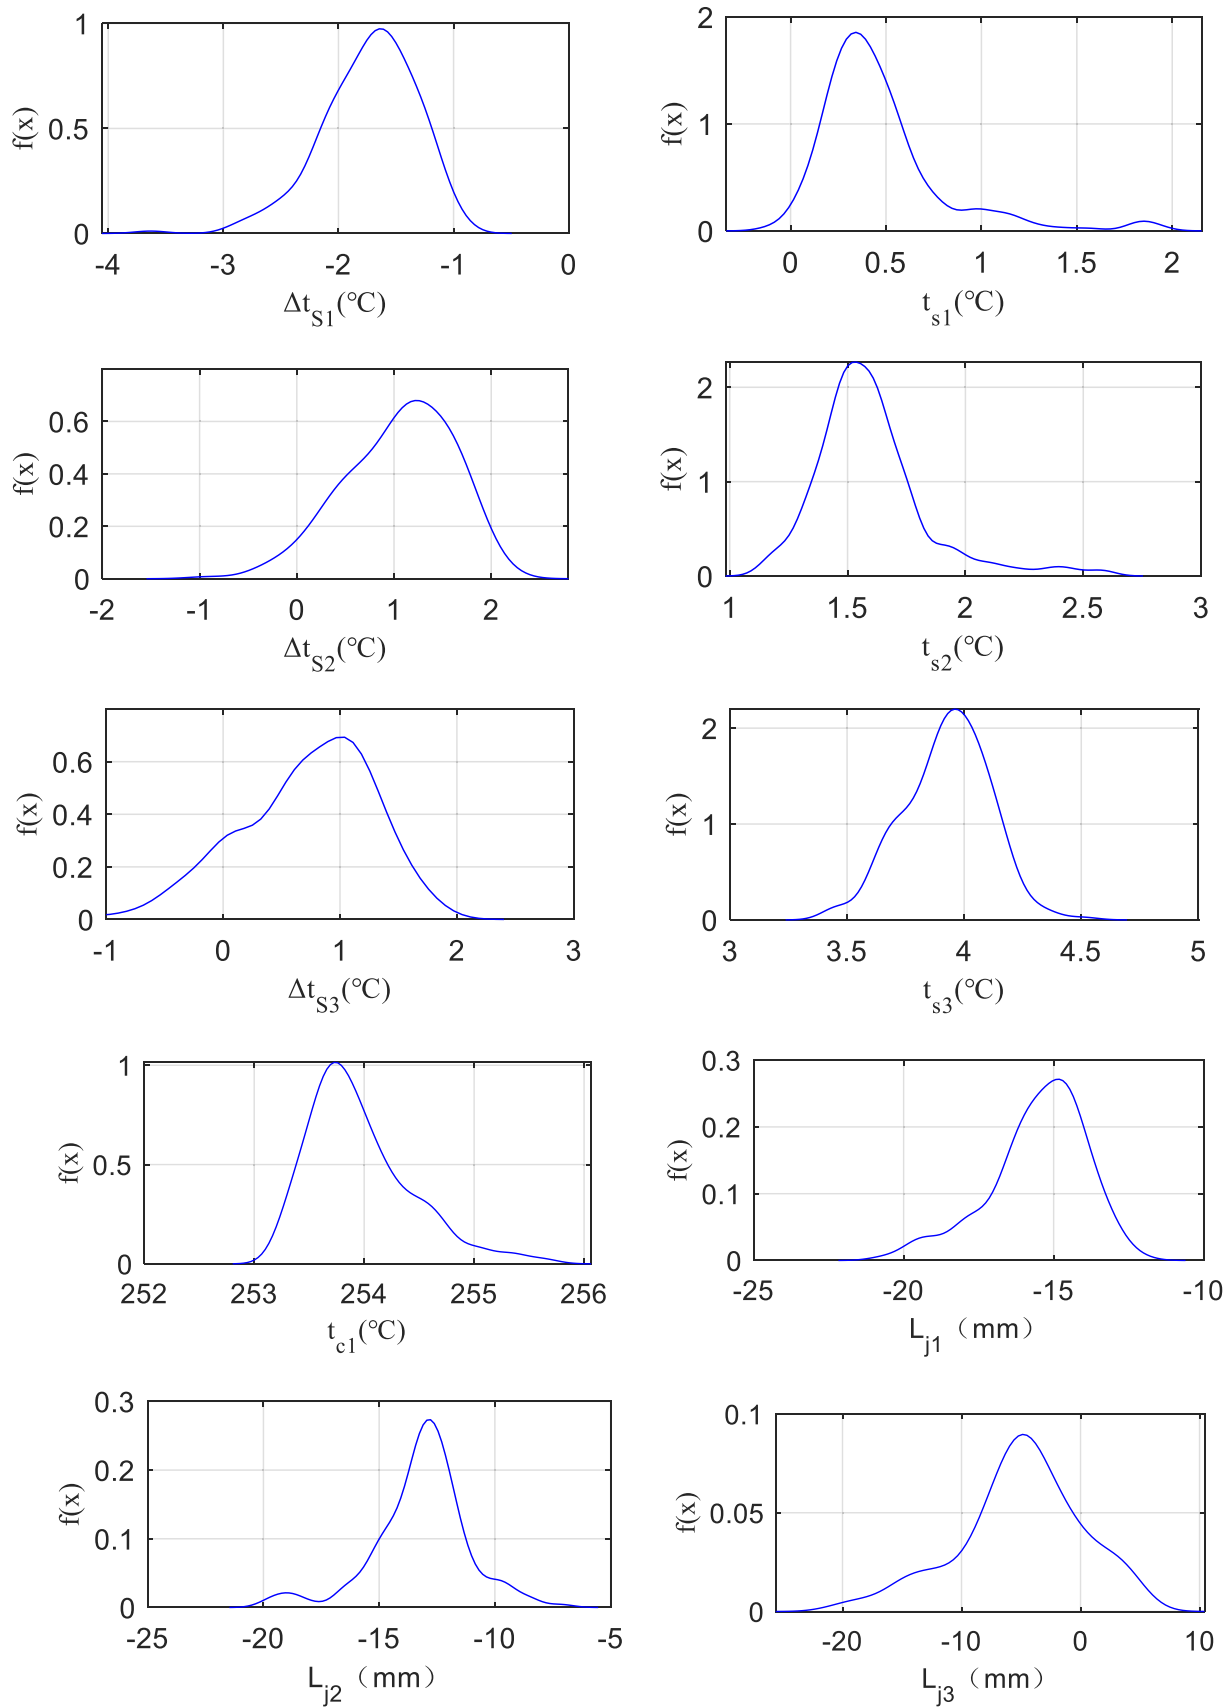 1
0.5
0
f(x)
-4 -3 -2 -1 0
Δt_S1(℃)
2
1
0
f(x)
0 0.5 1 1.5 2
t_s1(℃)
0.6
0.4
0.2
0
f(x)
-2 -1 0 1 2
Δt_S2(℃)
2
1
0
f(x)
1 1.5 2 2.5 3
t_s2(℃)
0.6
0.4
0.2
0
f(x)
-1 0 1 2 3
Δt_S3(℃)
2
1
0
f(x)
3 3.5 4 4.5 5
t_s3(℃)
1
0.5
0
f(x)
252 253 254 255 256
t_c1(℃)
0.3
0.2
0.1
0
f(x)
-25 -20 -15 -10
L_j1（mm）
0.3
0.2
0.1
0
f(x)
-25 -20 -15 -10 -5
L_j2（mm）
0.1
0.05
0
f(x)
-20 -10 0 10
L_j3（mm）